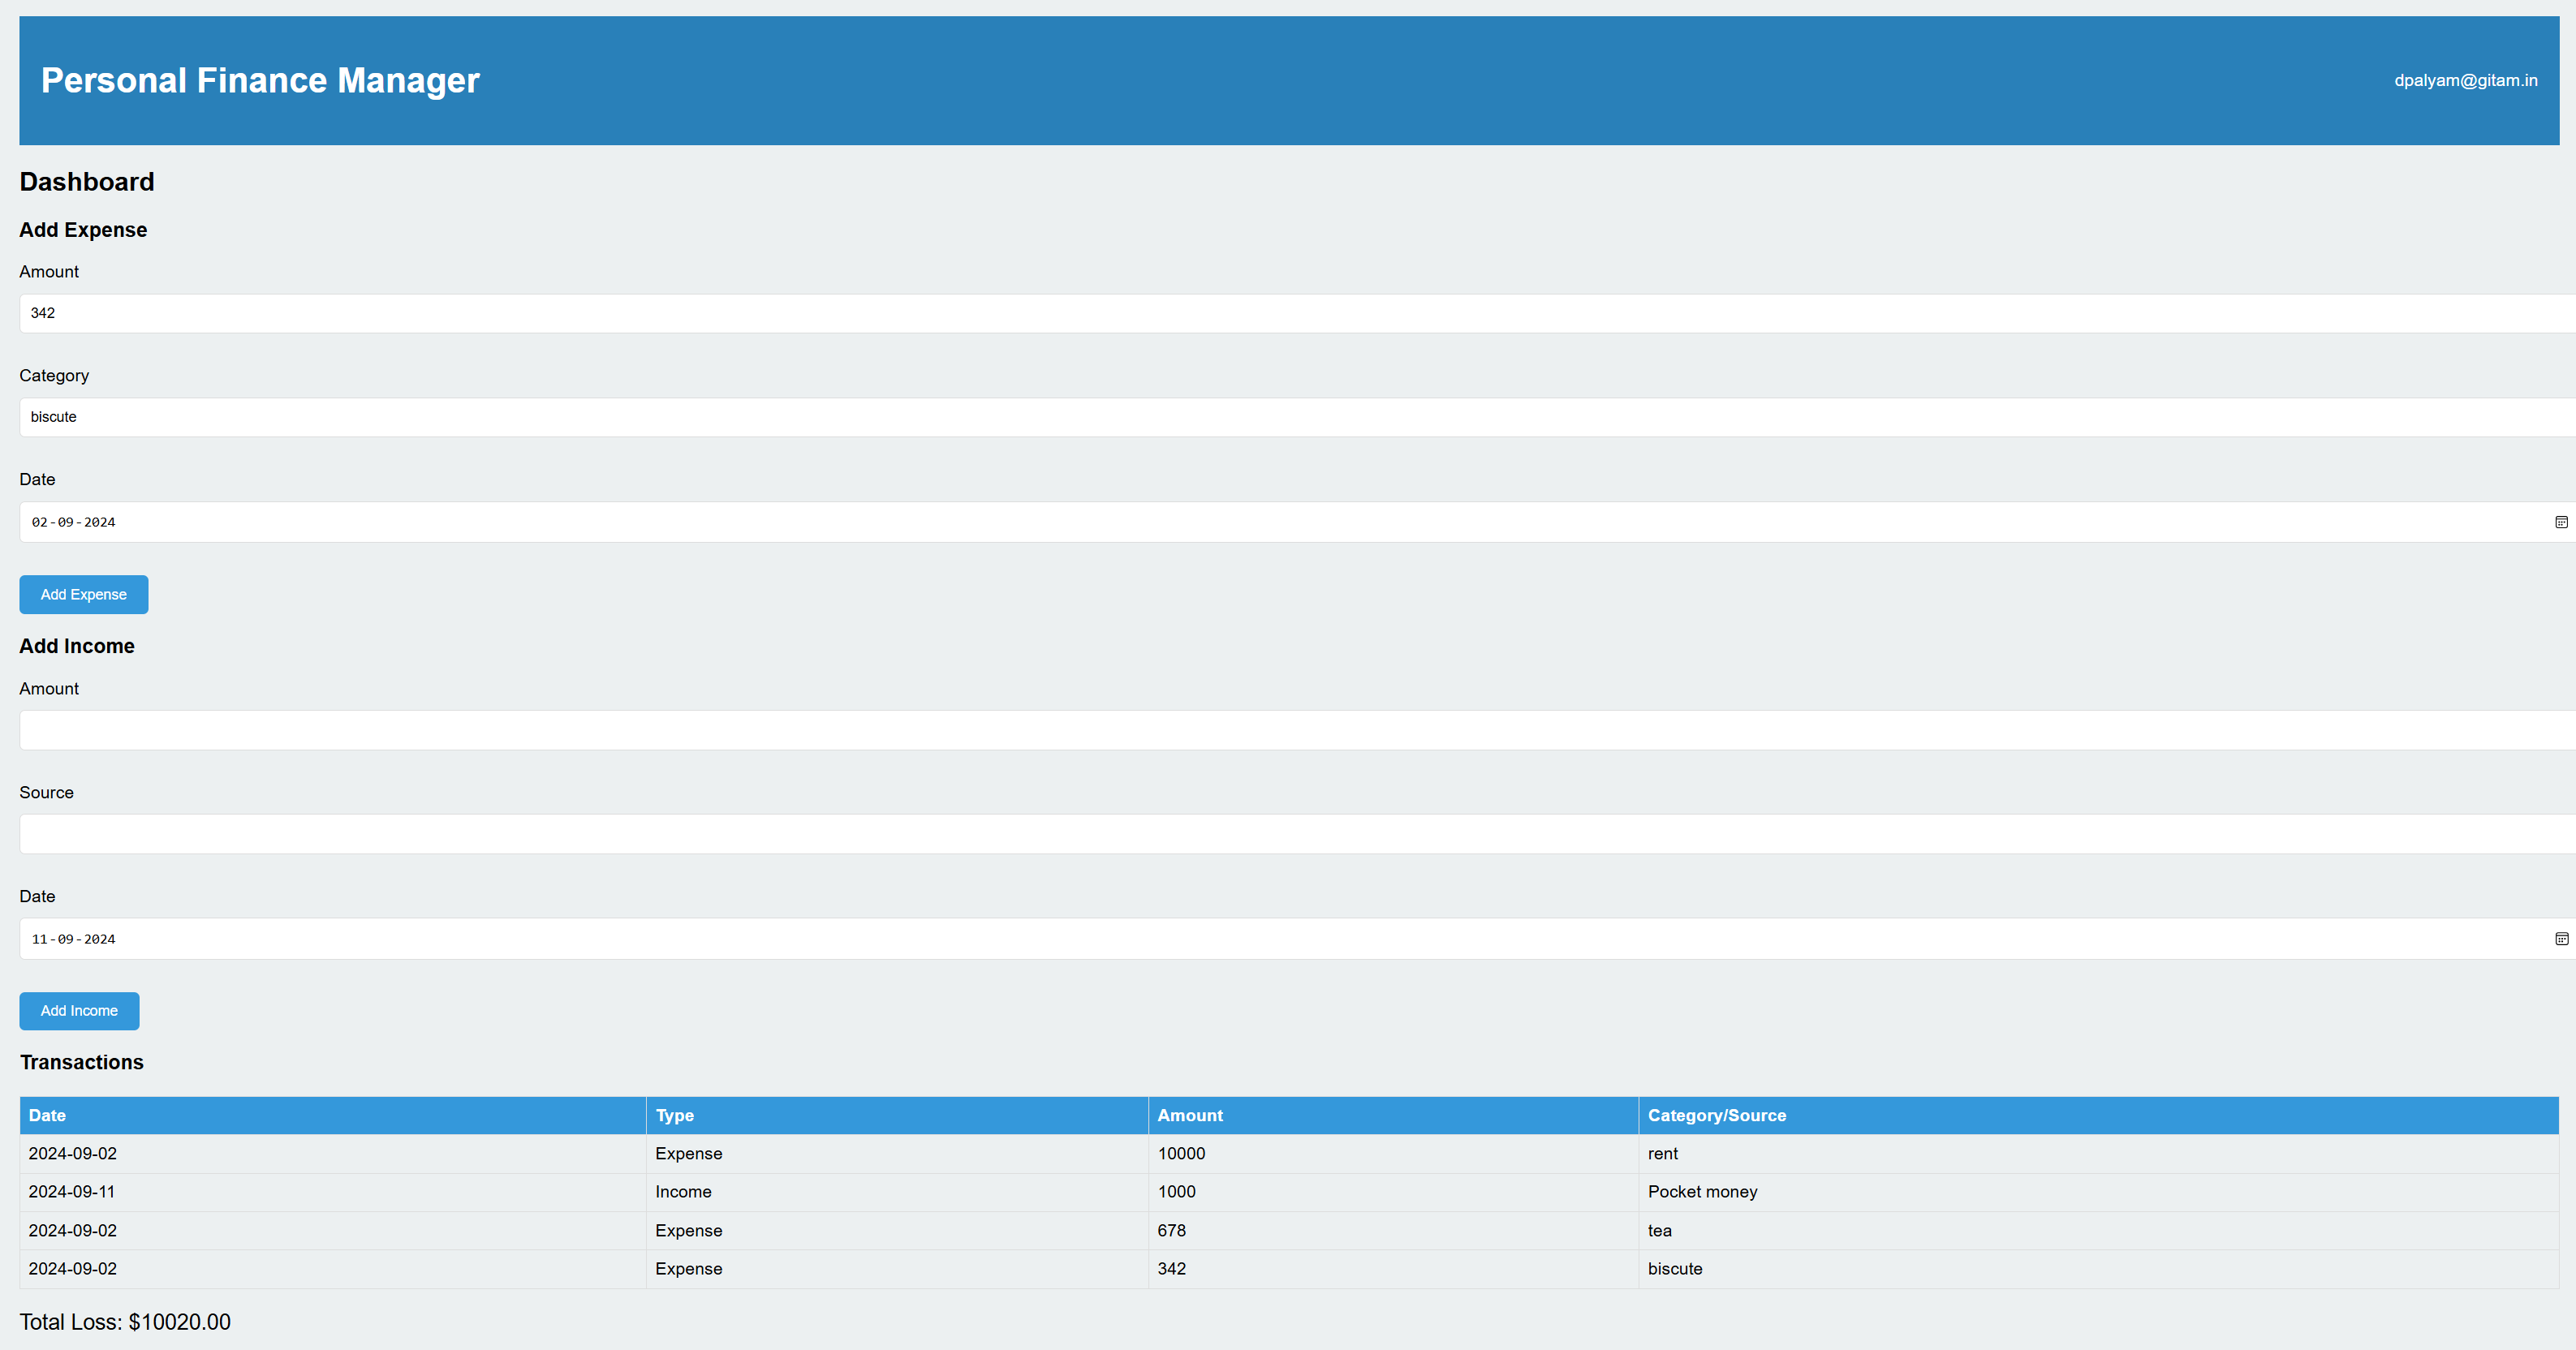 Personal Finance Manager dpalyam@gitam.in
Dashboard
Add Expense
Amount
342
Category
biscute
Date
02-09-2024
Add Expense
Add Income
Amount
Source
Date
11-09-2024
Add Income
Transactions
Date Type Amount Category/Source
2024-09-02 Expense 10000 rent
2024-09-11 Income 1000 Pocket money
2024-09-02 Expense 678 tea
2024-09-02 Expense 342 biscute
Total Loss: $10020.00